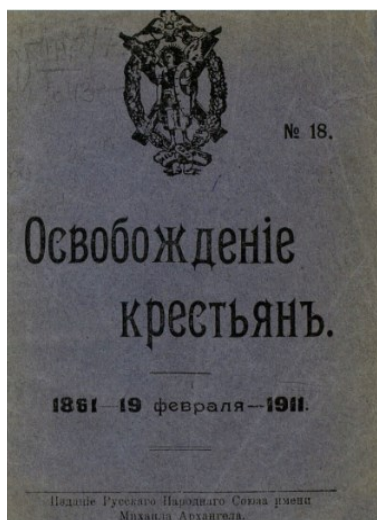 № 18.
Освобожденіе
крестьянъ.
1861—19 февраля—1911.
Изданіе Русскаго Народнаго Союза имени
Михаила Архангела.